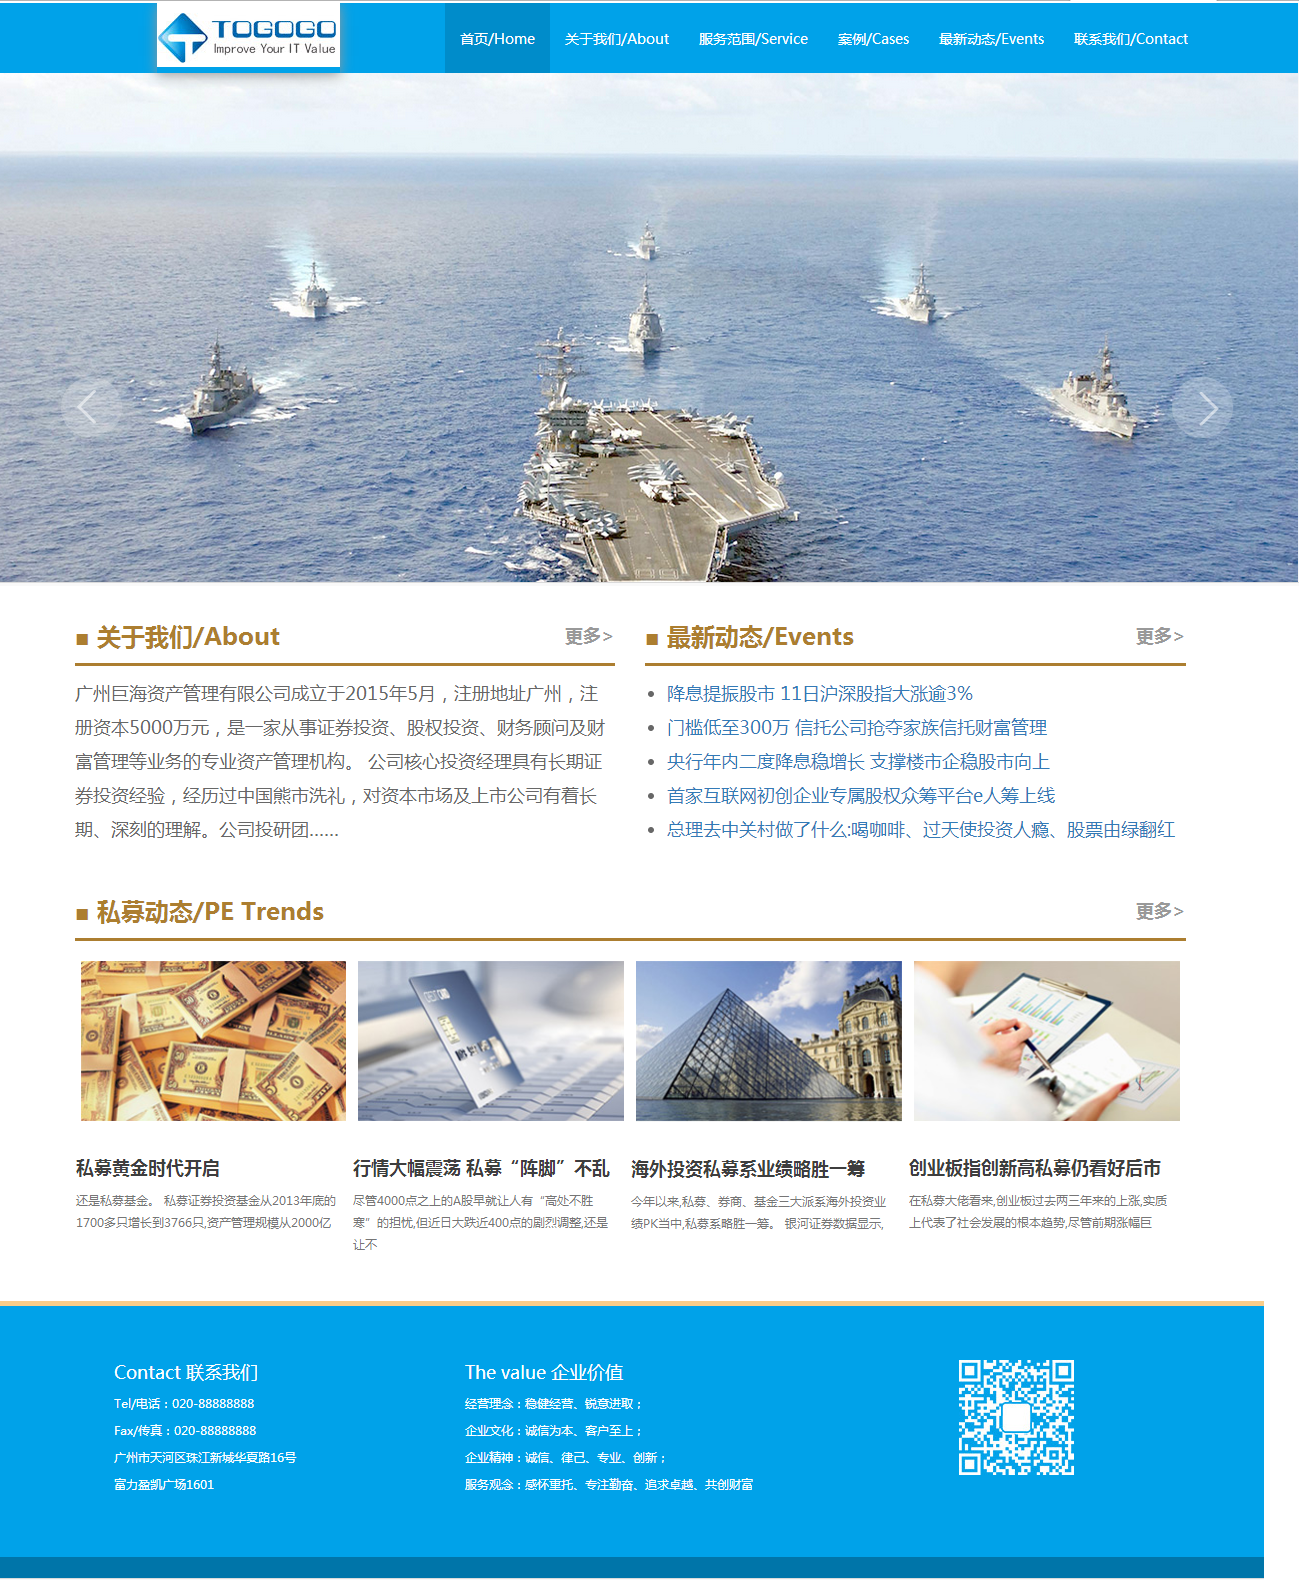 TOGOGO
Improve Your IT Value
首页/Home 关于我们/About 服务范围/Service 案例/Cases 最新动态/Events 联系我们/Contact
■ 关于我们/About 更多>
广州巨海资产管理有限公司成立于2015年5月，注册地址广州，注
册资本5000万元，是一家从事证券投资、股权投资、财务顾问及财
富管理等业务的专业资产管理机构。 公司核心投资经理具有长期证
券投资经验，经历过中国熊市洗礼，对资本市场及上市公司有着长
期、深刻的理解。公司投研团......
■ 最新动态/Events 更多>
• 降息提振股市 11日沪深股指大涨逾3%
• 门槛低至300万 信托公司抢夺家族信托财富管理
• 央行年内二度降息稳增长 支撑楼市企稳股市向上
• 首家互联网初创企业专属股权众筹平台e人筹上线
• 总理去中关村做了什么:喝咖啡、过天使投资人瘾、股票由绿翻红
■ 私募动态/PE Trends 更多>
私募黄金时代开启
还是私募基金。 私募证券投资基金从2013年底的
1700多只增长到3766只,资产管理规模从2000亿
行情大幅震荡 私募“阵脚”不乱
尽管4000点之上的A股早就让人有“高处不胜
寒”的担忧,但近日大跌近400点的剧烈调整,还是
让不
海外投资私募系业绩略胜一筹
今年以来,私募、券商、基金三大派系海外投资业
绩PK当中,私募系略胜一筹。 银河证券数据显示,
创业板指创新高私募仍看好后市
在私募大佬看来,创业板过去两三年来的上涨,实质
上代表了社会发展的根本趋势,尽管前期涨幅巨
Contact 联系我们
Tel/电话：020-88888888
Fax/传真：020-88888888
广州市天河区珠江新城华夏路16号
富力盈凯广场1601
The value 企业价值
经营理念：稳健经营、锐意进取；
企业文化：诚信为本、客户至上；
企业精神：诚信、律己、专业、创新；
服务观念：感怀重托、专注勤奋、追求卓越、共创财富